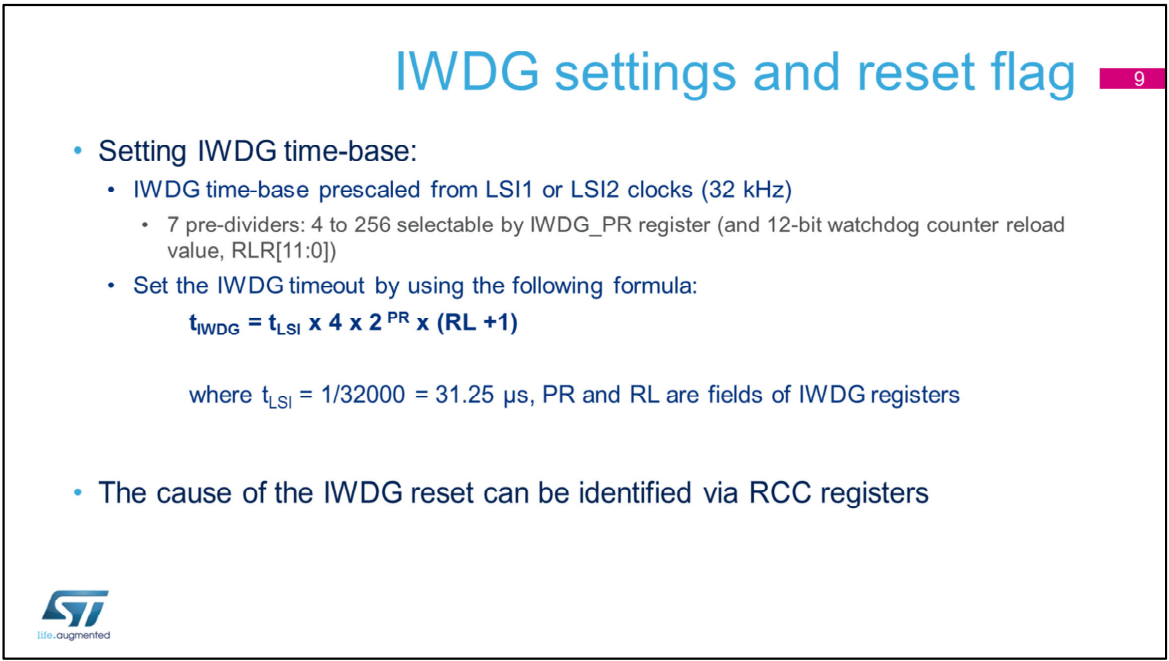 IWDG settings and reset flag
9
• Setting IWDG time-base:
• IWDG time-base prescaled from LSI1 or LSI2 clocks (32 kHz)
• 7 pre-dividers: 4 to 256 selectable by IWDG_PR register (and 12-bit watchdog counter reload
value, RLR[11:0])
• Set the IWDG timeout by using the following formula:
tIWDG = tLSI x 4 x 2 PR x (RL +1)
where tLSI = 1/32000 = 31.25 µs, PR and RL are fields of IWDG registers
• The cause of the IWDG reset can be identified via RCC registers
ST
life.augmented